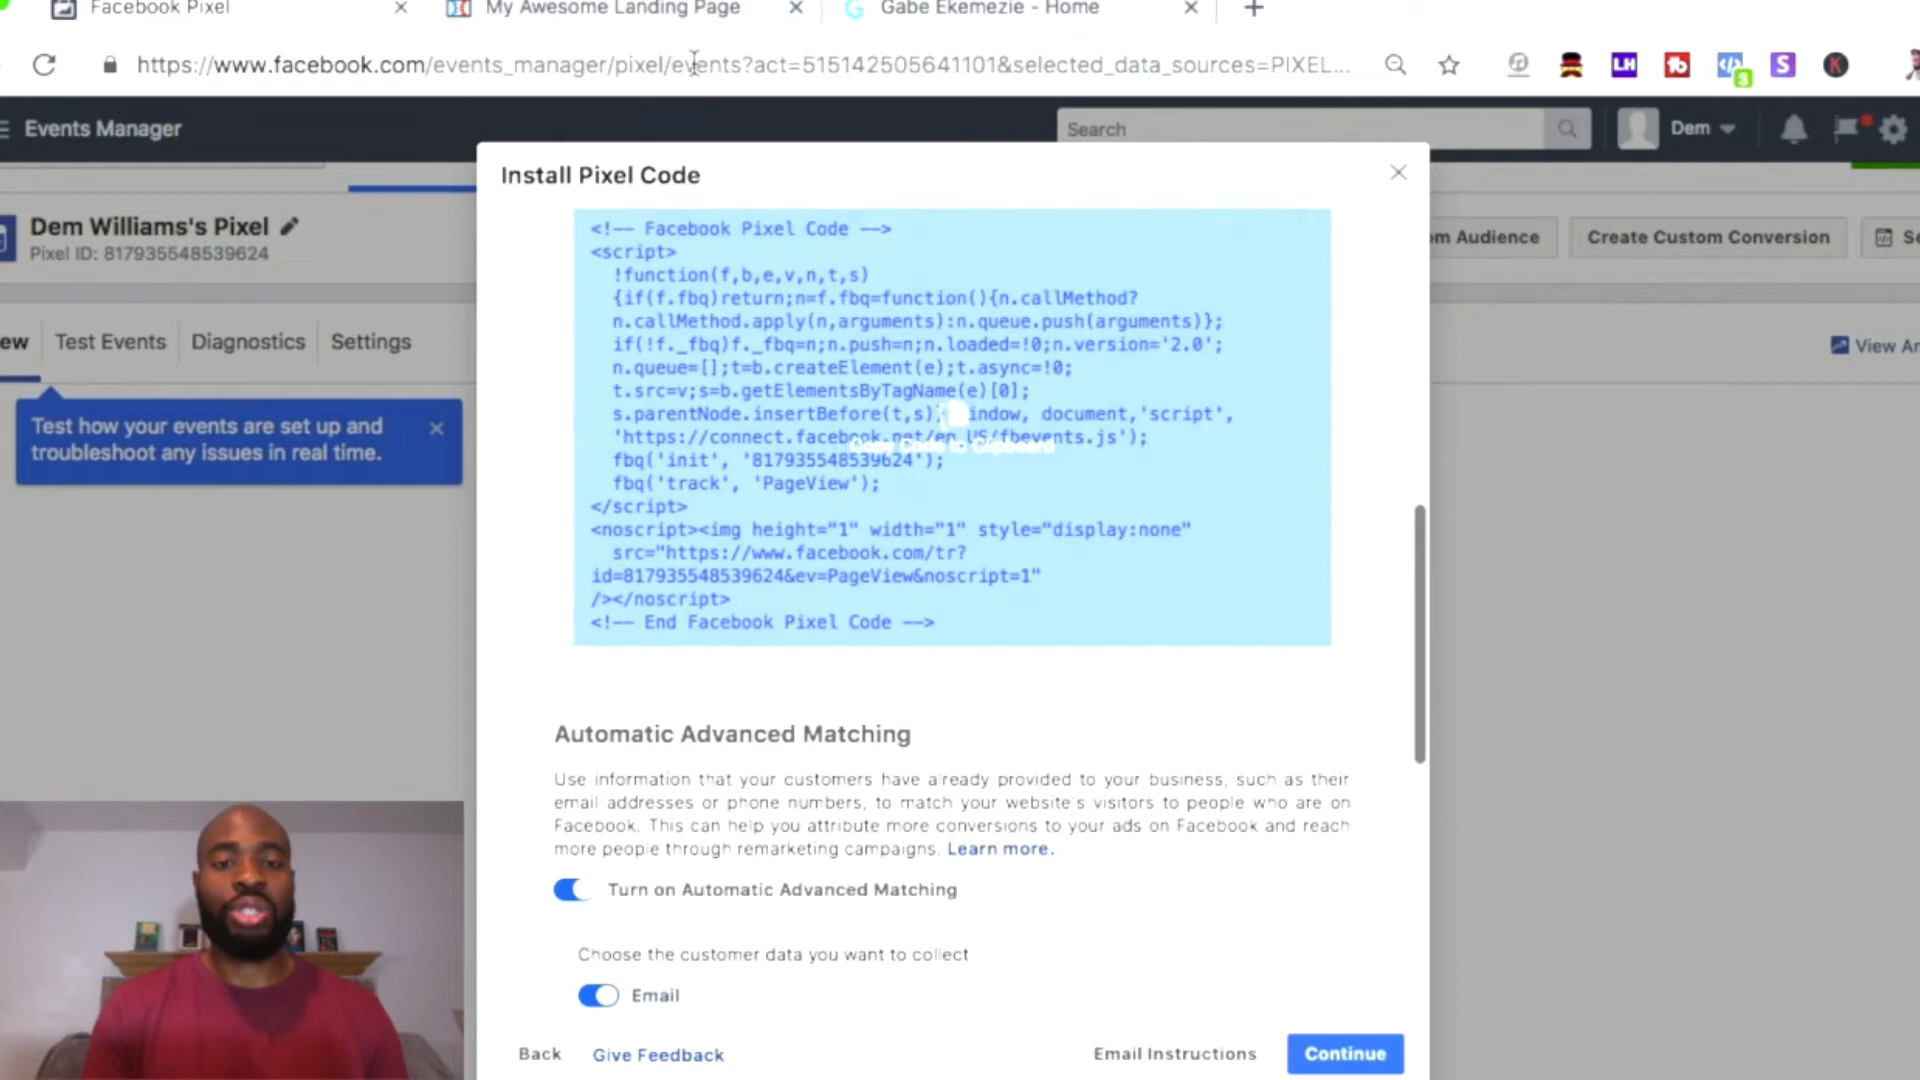 Facebook Pixel
My Awesome Landing Page
Gabe Ekemezie - Home
https://www.facebook.com/events_manager/pixel/events?act=515142505641101&selected_data_sources=PIXEL...
LH
3
S
K
Events Manager
Search
Dem
Install Pixel Code
Dem Williams's Pixel
Pixel ID: 817935548539624
Audience
Create Custom Conversion
Test Events
Diagnostics
Settings
View
Test how your events are set up and
troubleshoot any issues in real time.
<!-- Facebook Pixel Code -->
<script>
!function(f,b,e,v,n,t,s)
{if(f.fbq)return;n=f.fbq=function(){n.callMethod?
n.callMethod.apply(n,arguments):n.queue.push(arguments)};
if(!f._fbq)f._fbq=n;n.push=n;n.loaded=!0;n.version='2.0';
n.queue=[];t=b.createElement(e);t.async=!0;
t.src=v;s=b.getElementsByTagName(e)[0];
s.parentNode.insertBefore(t,s) indow, document,'script',
'https://connect.facebook.net/en_US/fbevents.js');
Copy Code to Clipboard
fbq('init', '817935548539624');
fbq('track', 'PageView');
</script>
<noscript><img height="1" width="1" style="display:none"
src="https://www.facebook.com/tr?
id=817935548539624&ev=PageView&noscript=1"
/></noscript>
<!-- End Facebook Pixel Code -->
Automatic Advanced Matching
Use information that your customers have already provided to your business, such as their
email addresses or phone numbers, to match your website's visitors to people who are on
Facebook. This can help you attribute more conversions to your ads on Facebook and reach
more people through remarketing campaigns. Learn more.
Turn on Automatic Advanced Matching
Choose the customer data you want to collect
Email
Back
Give Feedback
Email Instructions
Continue